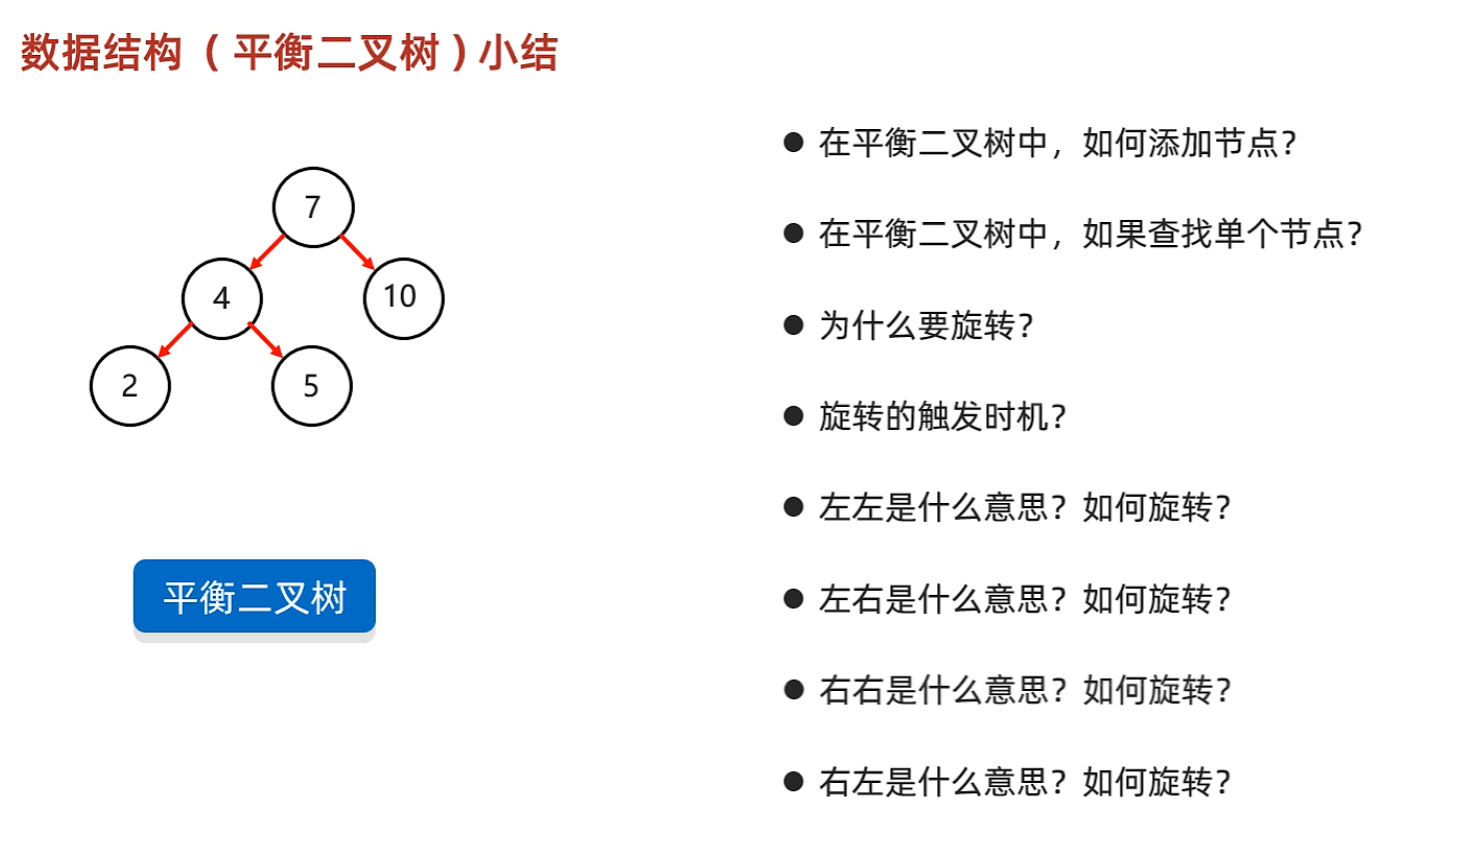 数据结构（平衡二叉树）小结
7
4
10
2
5
平衡二叉树
● 在平衡二叉树中，如何添加节点？
● 在平衡二叉树中，如果查找单个节点？
● 为什么要旋转？
● 旋转的触发时机？
● 左左是什么意思？如何旋转？
● 左右是什么意思？如何旋转？
● 右右是什么意思？如何旋转？
● 右左是什么意思？如何旋转？